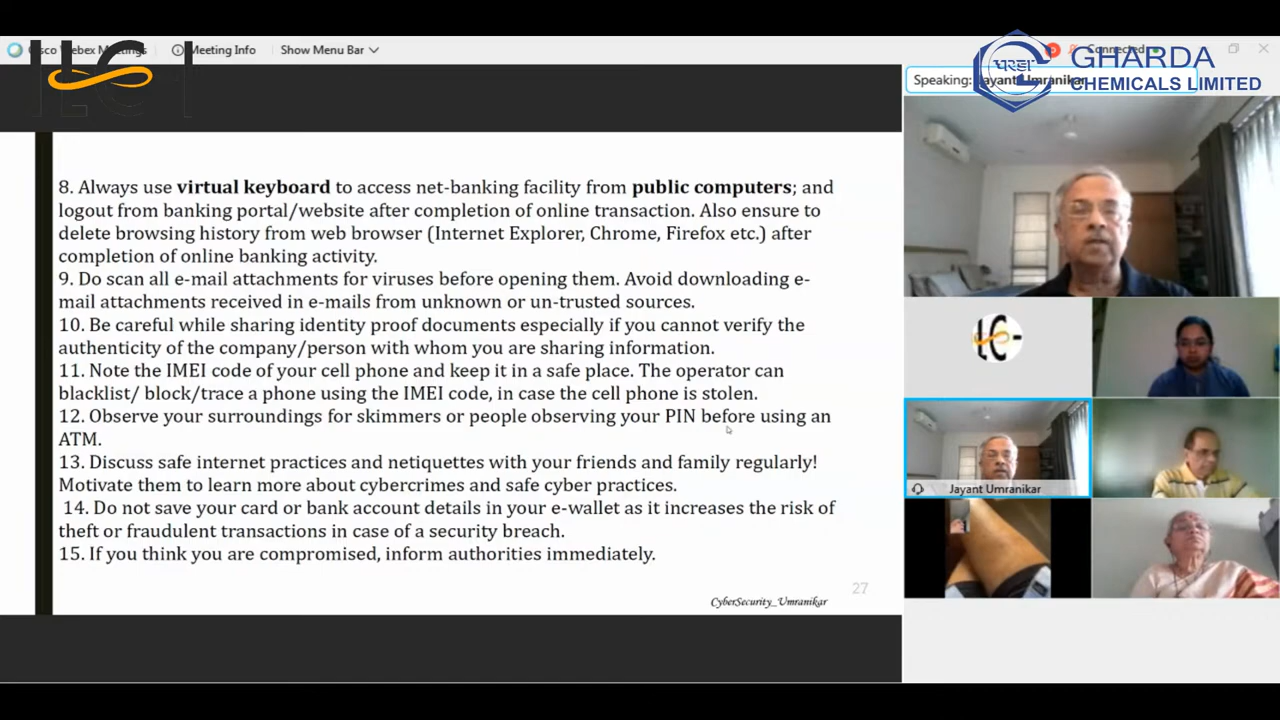 Cisco Webex Meetings
Meeting Info
Show Menu Bar
Connected
GHARDA
CHEMICALS LIMITED
घरडा
Speaking: Jayant Umranikar
8. Always use virtual keyboard to access net-banking facility from public computers; and
logout from banking portal/website after completion of online transaction. Also ensure to
delete browsing history from web browser (Internet Explorer, Chrome, Firefox etc.) after
completion of online banking activity.
9. Do scan all e-mail attachments for viruses before opening them. Avoid downloading e-
mail attachments received in e-mails from unknown or un-trusted sources.
10. Be careful while sharing identity proof documents especially if you cannot verify the
authenticity of the company/person with whom you are sharing information.
11. Note the IMEI code of your cell phone and keep it in a safe place. The operator can
blacklist/ block/trace a phone using the IMEI code, in case the cell phone is stolen.
12. Observe your surroundings for skimmers or people observing your PIN before using an
ATM.
13. Discuss safe internet practices and netiquettes with your friends and family regularly!
Motivate them to learn more about cybercrimes and safe cyber practices.
14. Do not save your card or bank account details in your e-wallet as it increases the risk of
theft or fraudulent transactions in case of a security breach.
15. If you think you are compromised, inform authorities immediately.
27
CyberSecurity_Umranikar
Jayant Umranikar